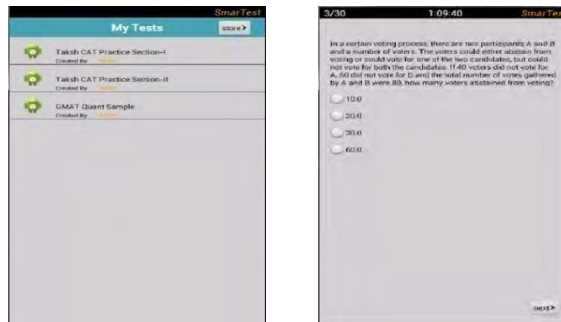 SmarTest
My Tests
store>
Taksh CAT Practice Section-I
Created By
Taksh CAT Practice Section-II
Created By
GMAT Quant Sample
Created By
3/30
1:09:40
SmarTes
In a certain voting process, there are two participants A and B
and a number of voters. The voters could either abstain from
voting or could vote for one of the two candidates, but could
not vote for both the candidates. If 40 voters did not vote for
A, 60 did not vote for B and the total number of votes gathered
by A and B were 80, how many voters abstained from voting?
10.0
20.0
30.0
60.0
next>